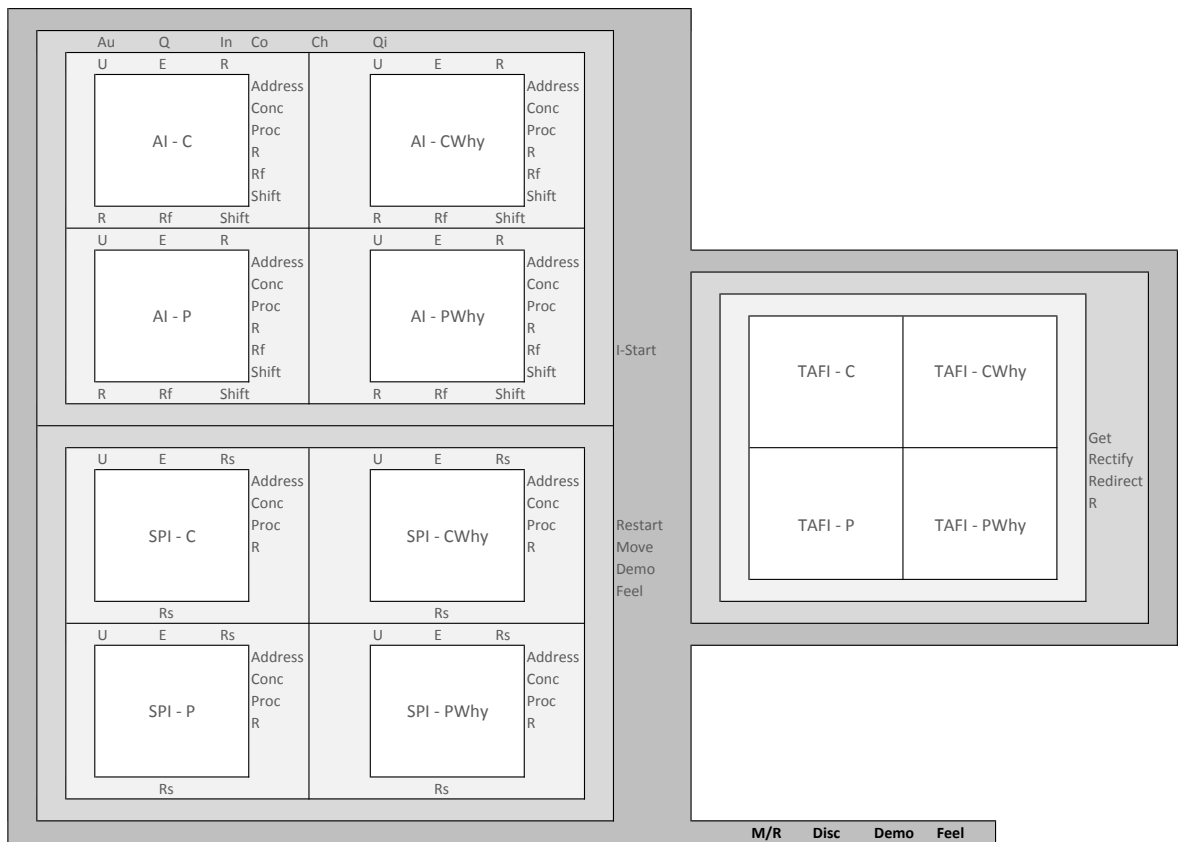 Au Q In Co Ch Qi
U E R U E R
Address Address
Conc Conc
Proc Proc
AI - C AI - CWhy
R R
Rf Rf
Shift Shift
R Rf Shift R Rf Shift
U E R U E R
Address Address
Conc Conc
Proc Proc
AI - P AI - PWhy
R R
Rf Rf I-Start
Shift Shift
R Rf Shift R Rf Shift
TAFI - C TAFI - CWhy
Get
Rectify
Redirect
R
TAFI - P TAFI - PWhy
U E Rs U E Rs
Address Address
Conc Conc
Proc Proc Restart
SPI - C SPI - CWhy
R R Move
Demo
Feel
Rs Rs
U E Rs U E Rs
Address Address
Conc Conc
Proc Proc
SPI - P SPI - PWhy
R R
Rs Rs
M/R Disc Demo Feel